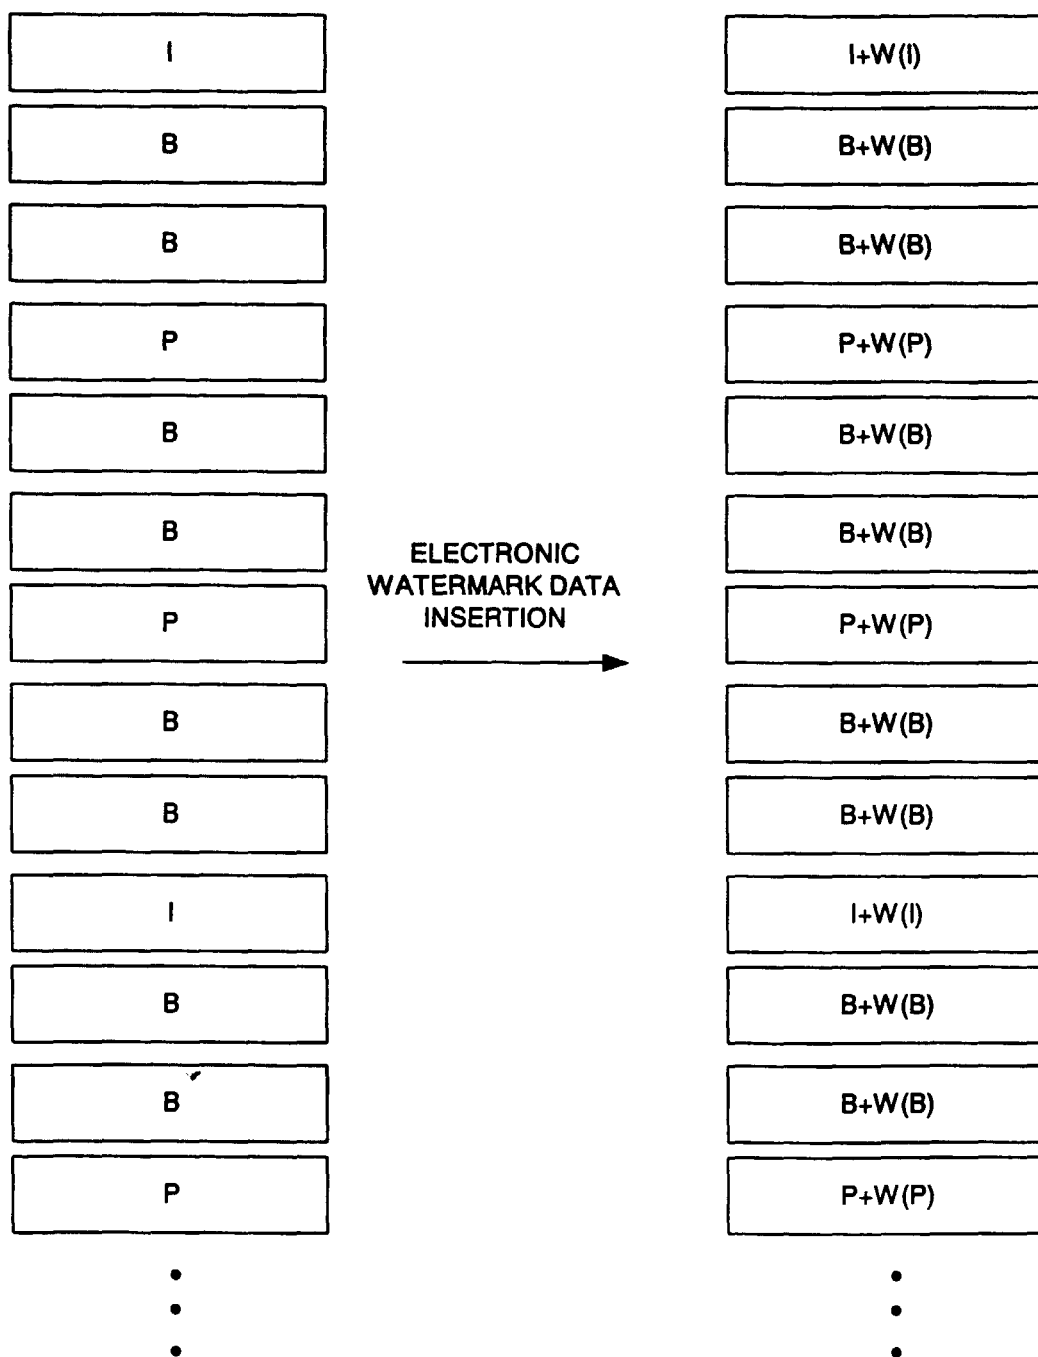 I
B
B
P
B
B
P
B
B
I
B
B
P
ELECTRONIC
WATERMARK DATA
INSERTION
I+W(I)
B+W(B)
B+W(B)
P+W(P)
B+W(B)
B+W(B)
P+W(P)
B+W(B)
B+W(B)
I+W(I)
B+W(B)
B+W(B)
P+W(P)